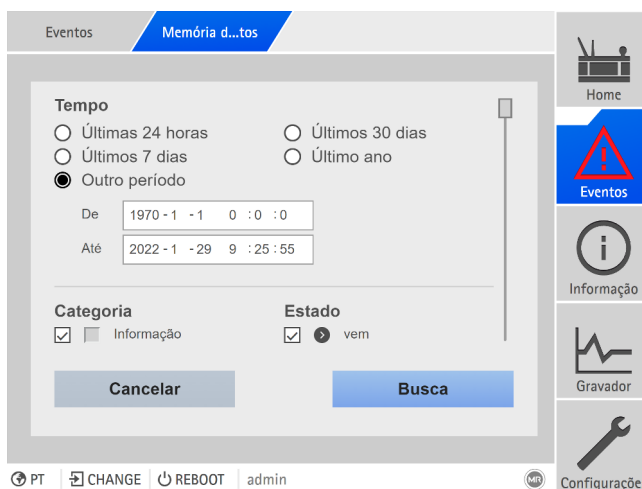 Eventos
Memória d...tos
Home
Tempo
Últimas 24 horas
Últimos 30 dias
Últimos 7 dias
Último ano
Outro período
De
1970 - 1 - 1 0 : 0 : 0
Até
2022 - 1 - 29 9 : 25 : 55
Eventos
Informação
Categoria
Estado
Informação
vem
Cancelar
Busca
Gravador
PT
CHANGE
REBOOT
admin
MR
Configuraçõe